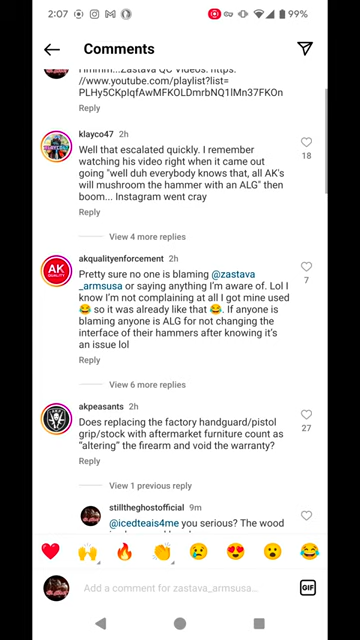 2:07
99%
Comments
Hmmm...Zastava QC videos. https:
//www.youtube.com/playlist?list=
PLHy5CKpIqfAwMFKOLDmrbNQ1lMn37FKOn
Reply
klayco47 2h
Well that escalated quickly. I remember
watching his video right when it came out
going "well duh everybody knows that, all AK's
will mushroom the hammer with an ALG" then
boom... Instagram went cray
18
Reply
View 4 more replies
akqualityenforcement 2h
AK
QUALITY
Pretty sure no one is blaming @zastava
_armsusa or saying anything I'm aware of. Lol I
know I'm not complaining at all I got mine used
😂 so it was already like that 😂. If anyone is
blaming anyone is ALG for not changing the
interface of their hammers after knowing it's
an issue lol
7
Reply
View 6 more replies
akpeasants 2h
Does replacing the factory handguard/pistol
grip/stock with aftermarket furniture count as
"altering" the firearm and void the warranty?
27
Reply
View 1 previous reply
stilltheghostofficial 9m
@icedteais4me you serious? The wood
❤️ 🙌 🔥 👏 😢 😍 😮 😂
Add a comment for zastava_armsusa...
GIF